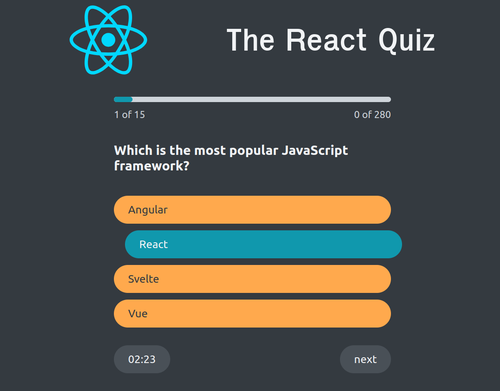 The React Quiz
1 of 15
0 of 280
Which is the most popular JavaScript
framework?
Angular
React
Svelte
Vue
02:23
next